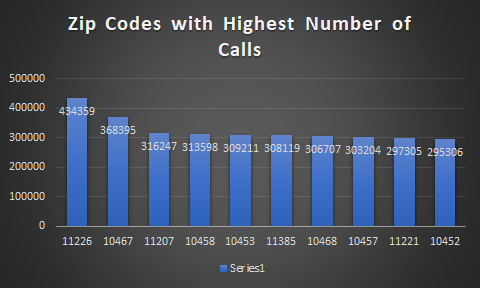 Zip Codes with Highest Number of
Calls
500000
400000
300000
200000
100000
0
434359 368395 316247 313598 309211 308119 306707 303204 297305 295306
11226 10467 11207 10458 10453 11385 10468 10457 11221 10452
Series1